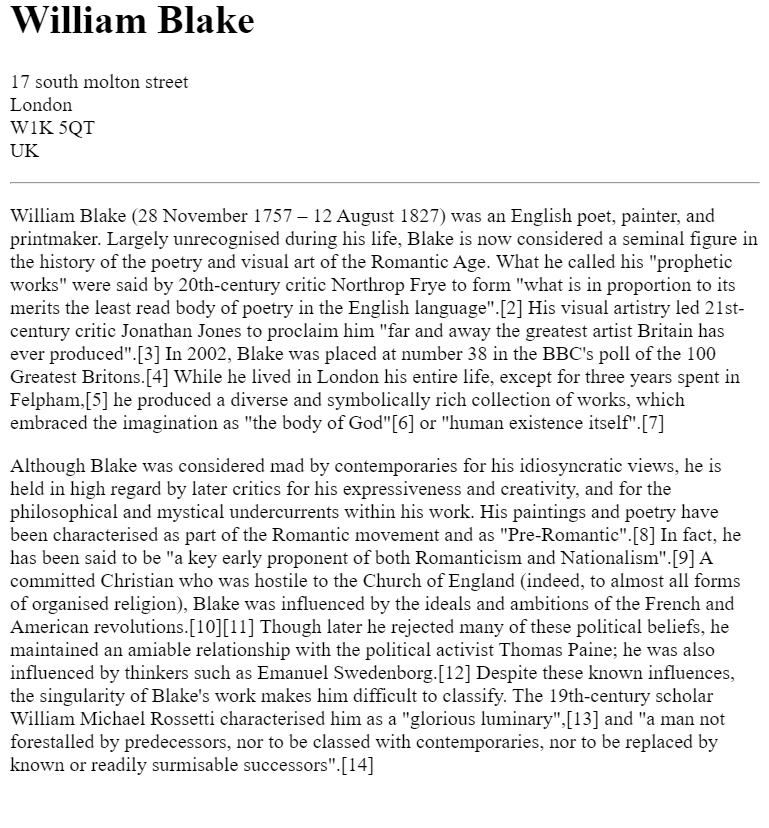 William Blake
17 south molton street
London
W1K 5QT
UK
William Blake (28 November 1757 – 12 August 1827) was an English poet, painter, and
printmaker. Largely unrecognised during his life, Blake is now considered a seminal figure in
the history of the poetry and visual art of the Romantic Age. What he called his "prophetic
works" were said by 20th-century critic Northrop Frye to form "what is in proportion to its
merits the least read body of poetry in the English language".[2] His visual artistry led 21st-
century critic Jonathan Jones to proclaim him "far and away the greatest artist Britain has
ever produced".[3] In 2002, Blake was placed at number 38 in the BBC's poll of the 100
Greatest Britons.[4] While he lived in London his entire life, except for three years spent in
Felpham,[5] he produced a diverse and symbolically rich collection of works, which
embraced the imagination as "the body of God"[6] or "human existence itself".[7]
Although Blake was considered mad by contemporaries for his idiosyncratic views, he is
held in high regard by later critics for his expressiveness and creativity, and for the
philosophical and mystical undercurrents within his work. His paintings and poetry have
been characterised as part of the Romantic movement and as "Pre-Romantic".[8] In fact, he
has been said to be "a key early proponent of both Romanticism and Nationalism".[9] A
committed Christian who was hostile to the Church of England (indeed, to almost all forms
of organised religion), Blake was influenced by the ideals and ambitions of the French and
American revolutions.[10][11] Though later he rejected many of these political beliefs, he
maintained an amiable relationship with the political activist Thomas Paine; he was also
influenced by thinkers such as Emanuel Swedenborg.[12] Despite these known influences,
the singularity of Blake's work makes him difficult to classify. The 19th-century scholar
William Michael Rossetti characterised him as a "glorious luminary",[13] and "a man not
forestalled by predecessors, nor to be classed with contemporaries, nor to be replaced by
known or readily surmisable successors".[14]